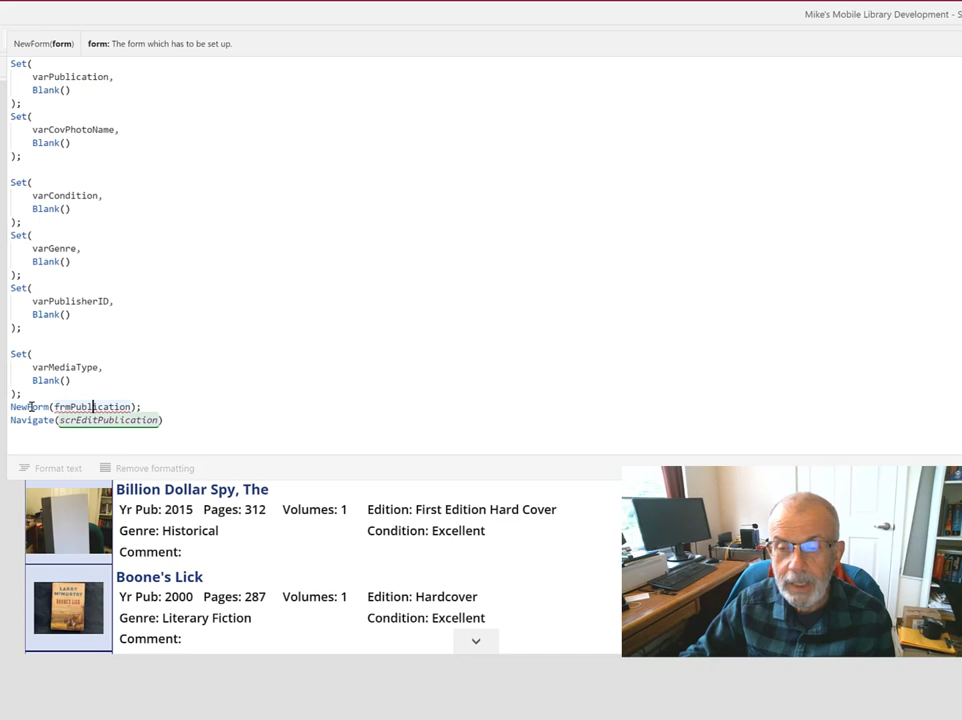 Mike's Mobile Library Development - S
NewForm(form) form: The form which has to be set up.
Set(
varPublication,
Blank()
);
Set(
varCovPhotoName,
Blank()
);
Set(
varCondition,
Blank()
);
Set(
varGenre,
Blank()
);
Set(
varPublisherID,
Blank()
);
Set(
varMediaType,
Blank()
);
NewForm(frmPublication);
Navigate(scrEditPublication)
Format text Remove formatting
Billion Dollar Spy, The
Yr Pub: 2015 Pages: 312 Volumes: 1 Edition: First Edition Hard Cover
Genre: Historical Condition: Excellent
Comment:
Boone's Lick
Yr Pub: 2000 Pages: 287 Volumes: 1 Edition: Hardcover
Genre: Literary Fiction Condition: Excellent
Comment:
LARRY
McMURTRY
BOONE'S
LICK